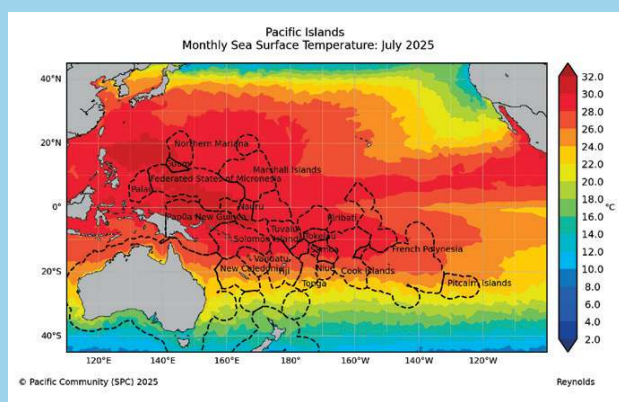 Pacific Islands
Monthly Sea Surface Temperature: July 2025
40°N
20°N
0°
20°S
40°S
120°E
140°E
160°E
180°
160°W
140°W
120°W
Northern Mariana
Guam
Federated States of Micronesia
Palau
Marshall Islands
Nauru
Papua New Guinea
Kiribati
Tuvalu
Solomon Islands
Tokelau
Samoa
Vanuatu
French Polynesia
New Caledonia
Fiji
Niue
Cook Islands
Tonga
Pitcairn Islands
32.0
30.0
28.0
26.0
24.0
22.0
20.0
18.0
16.0
14.0
12.0
10.0
8.0
6.0
4.0
2.0
°C
© Pacific Community (SPC) 2025
Reynolds